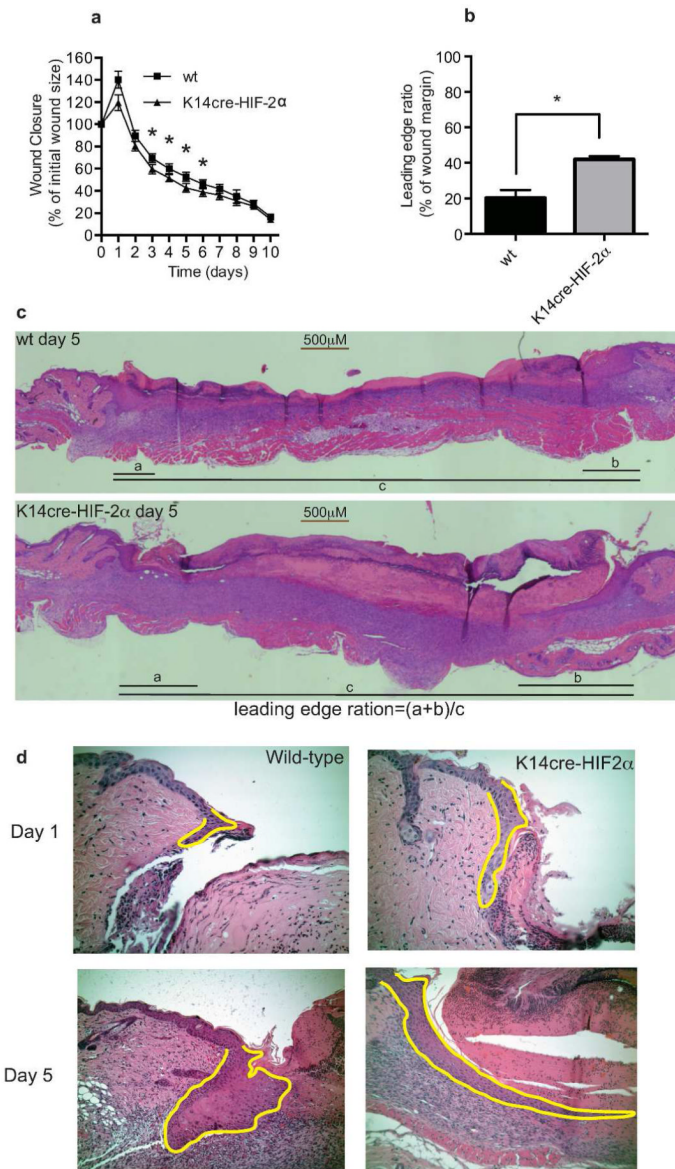 a
Wound Closure
(% of initial wound size)
160
140
120
100
80
60
40
20
0
0 1 2 3 4 5 6 7 8 9 10
Time (days)
wt
K14cre-HIF-2α
* * * *
b
Leading edge ratio
(% of wound margin)
100
80
60
40
20
0
*
wt
K14cre-HIF-2α
c
wt day 5
500µM
a
b
c
K14cre-HIF-2α day 5
500µM
a
b
c
leading edge ration=(a+b)/c
d
Wild-type
K14cre-HIF2α
Day 1
Day 5